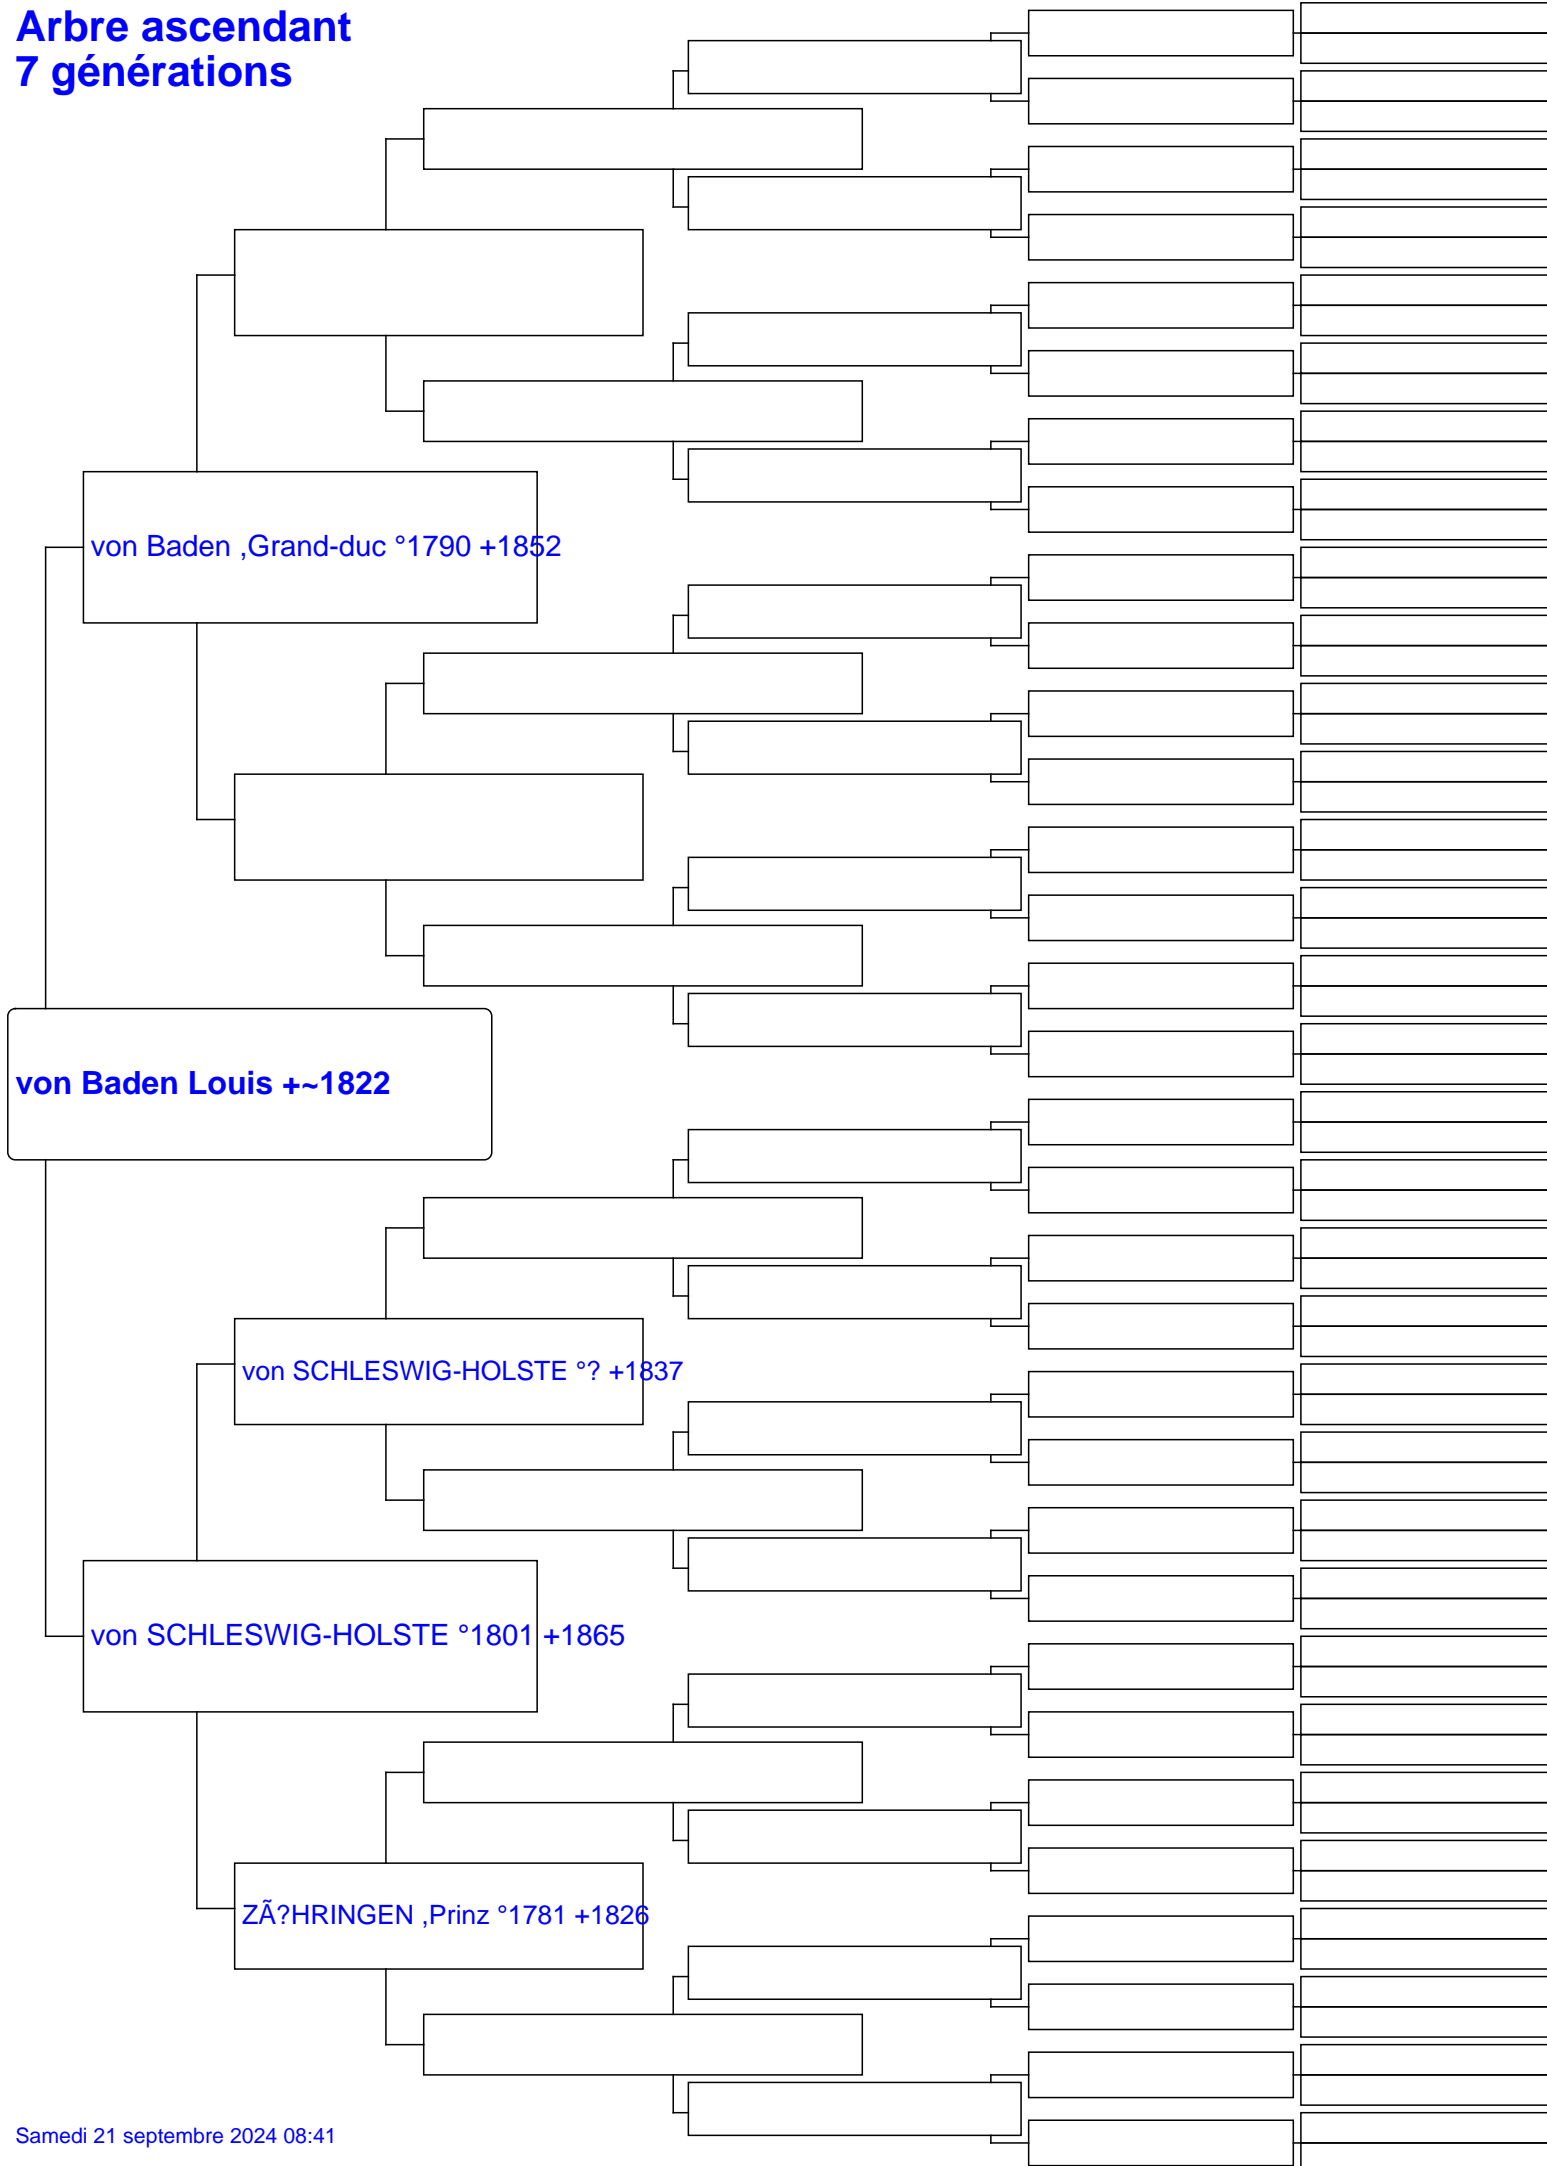 Arbre ascendant
7 générations
von Baden ,Grand-duc °1790 +1852
von Baden Louis +~1822
von SCHLESWIG-HOLSTE °? +1837
von SCHLESWIG-HOLSTE °1801 +1865
ZÃ?HRINGEN ,Prinz °1781 +1826
Samedi 21 septembre 2024 08:41